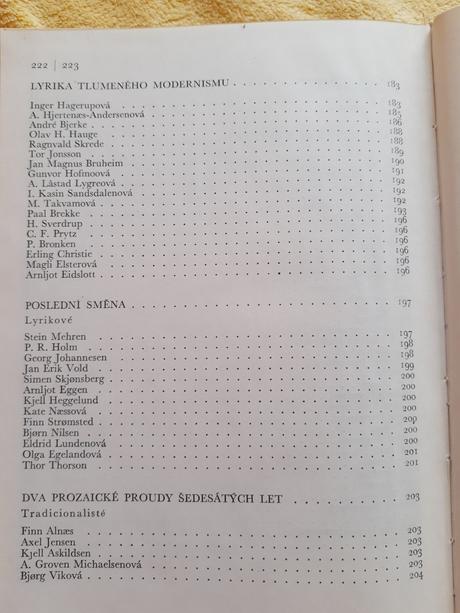 222 | 223
LYRIKA TLUMENÉHO MODERNISMU . . . . . . . . . . . . 183
Inger Hagerupová . . . . . . . . . . . . . . . . . . . 183
A. Hjertenæs-Andersenová . . . . . . . . . . . . . . . . 185
André Bjerke . . . . . . . . . . . . . . . . . . . . . 186
Olav H. Hauge . . . . . . . . . . . . . . . . . . . . 188
Ragnvald Skrede . . . . . . . . . . . . . . . . . . . 188
Tor Jonsson . . . . . . . . . . . . . . . . . . . . . 189
Jan Magnus Bruheim . . . . . . . . . . . . . . . . . . 190
Gunvor Hofmoová . . . . . . . . . . . . . . . . . . . 191
A. Låstad Lygreová . . . . . . . . . . . . . . . . . . 192
I. Kasin Sandsdalenová . . . . . . . . . . . . . . . . 192
M. Takvamová . . . . . . . . . . . . . . . . . . . . 192
Paal Brekke . . . . . . . . . . . . . . . . . . . . . 193
H. Sverdrup . . . . . . . . . . . . . . . . . . . . . 196
C. F. Prytz . . . . . . . . . . . . . . . . . . . . . 196
P. Bronken . . . . . . . . . . . . . . . . . . . . . 196
Erling Christie . . . . . . . . . . . . . . . . . . . . 196
Magli Elsterová . . . . . . . . . . . . . . . . . . . . 196
Arnljot Eidslott . . . . . . . . . . . . . . . . . . . . 196
POSLEDNÍ SMĚNA . . . . . . . . . . . . . . . . . . . 197
Lyrikové
Stein Mehren . . . . . . . . . . . . . . . . . . . . . 197
P. R. Holm . . . . . . . . . . . . . . . . . . . . . 198
Georg Johannesen . . . . . . . . . . . . . . . . . . . 198
Jan Erik Vold . . . . . . . . . . . . . . . . . . . . 199
Simen Skjønsberg . . . . . . . . . . . . . . . . . . . 200
Arnljot Eggen . . . . . . . . . . . . . . . . . . . . 200
Kjell Heggelund . . . . . . . . . . . . . . . . . . . 200
Kate Næssová . . . . . . . . . . . . . . . . . . . . 200
Finn Strømsted . . . . . . . . . . . . . . . . . . . . 200
Bjørn Nilsen . . . . . . . . . . . . . . . . . . . . . 200
Eldrid Lundenová . . . . . . . . . . . . . . . . . . . 200
Olga Egelandová . . . . . . . . . . . . . . . . . . . 201
Thor Thorson . . . . . . . . . . . . . . . . . . . . 201
DVA PROZAICKÉ PROUDY ŠEDESÁTÝCH LET . . . . . . . . 203
Tradicionalisté
Finn Alnæs . . . . . . . . . . . . . . . . . . . . . 203
Axel Jensen . . . . . . . . . . . . . . . . . . . . . 203
Kjell Askildsen . . . . . . . . . . . . . . . . . . . . 203
A. Groven Michaelsenová . . . . . . . . . . . . . . . . 203
Bjørg Viková . . . . . . . . . . . . . . . . . . . . . 204